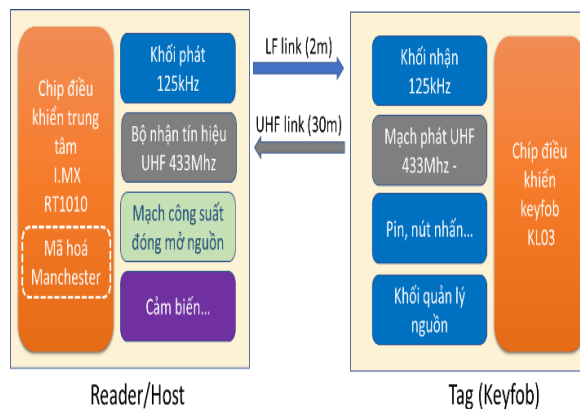 Chip điều
khiển trung
tâm
I.MX
RT1010
Mã hoá
Manchester
Khối phát
125kHz
Bộ nhận tín hiệu
UHF 433Mhz
Mạch công suất
đóng mở nguồn
Cảm biến...
LF link (2m)
UHF link (30m)
Khối nhận
125kHz
Mạch phát UHF
433Mhz -
Pin, nút nhấn...
Khối quản lý
nguồn
Chíp điều
khiển
keyfob
KL03
Reader/Host
Tag (Keyfob)